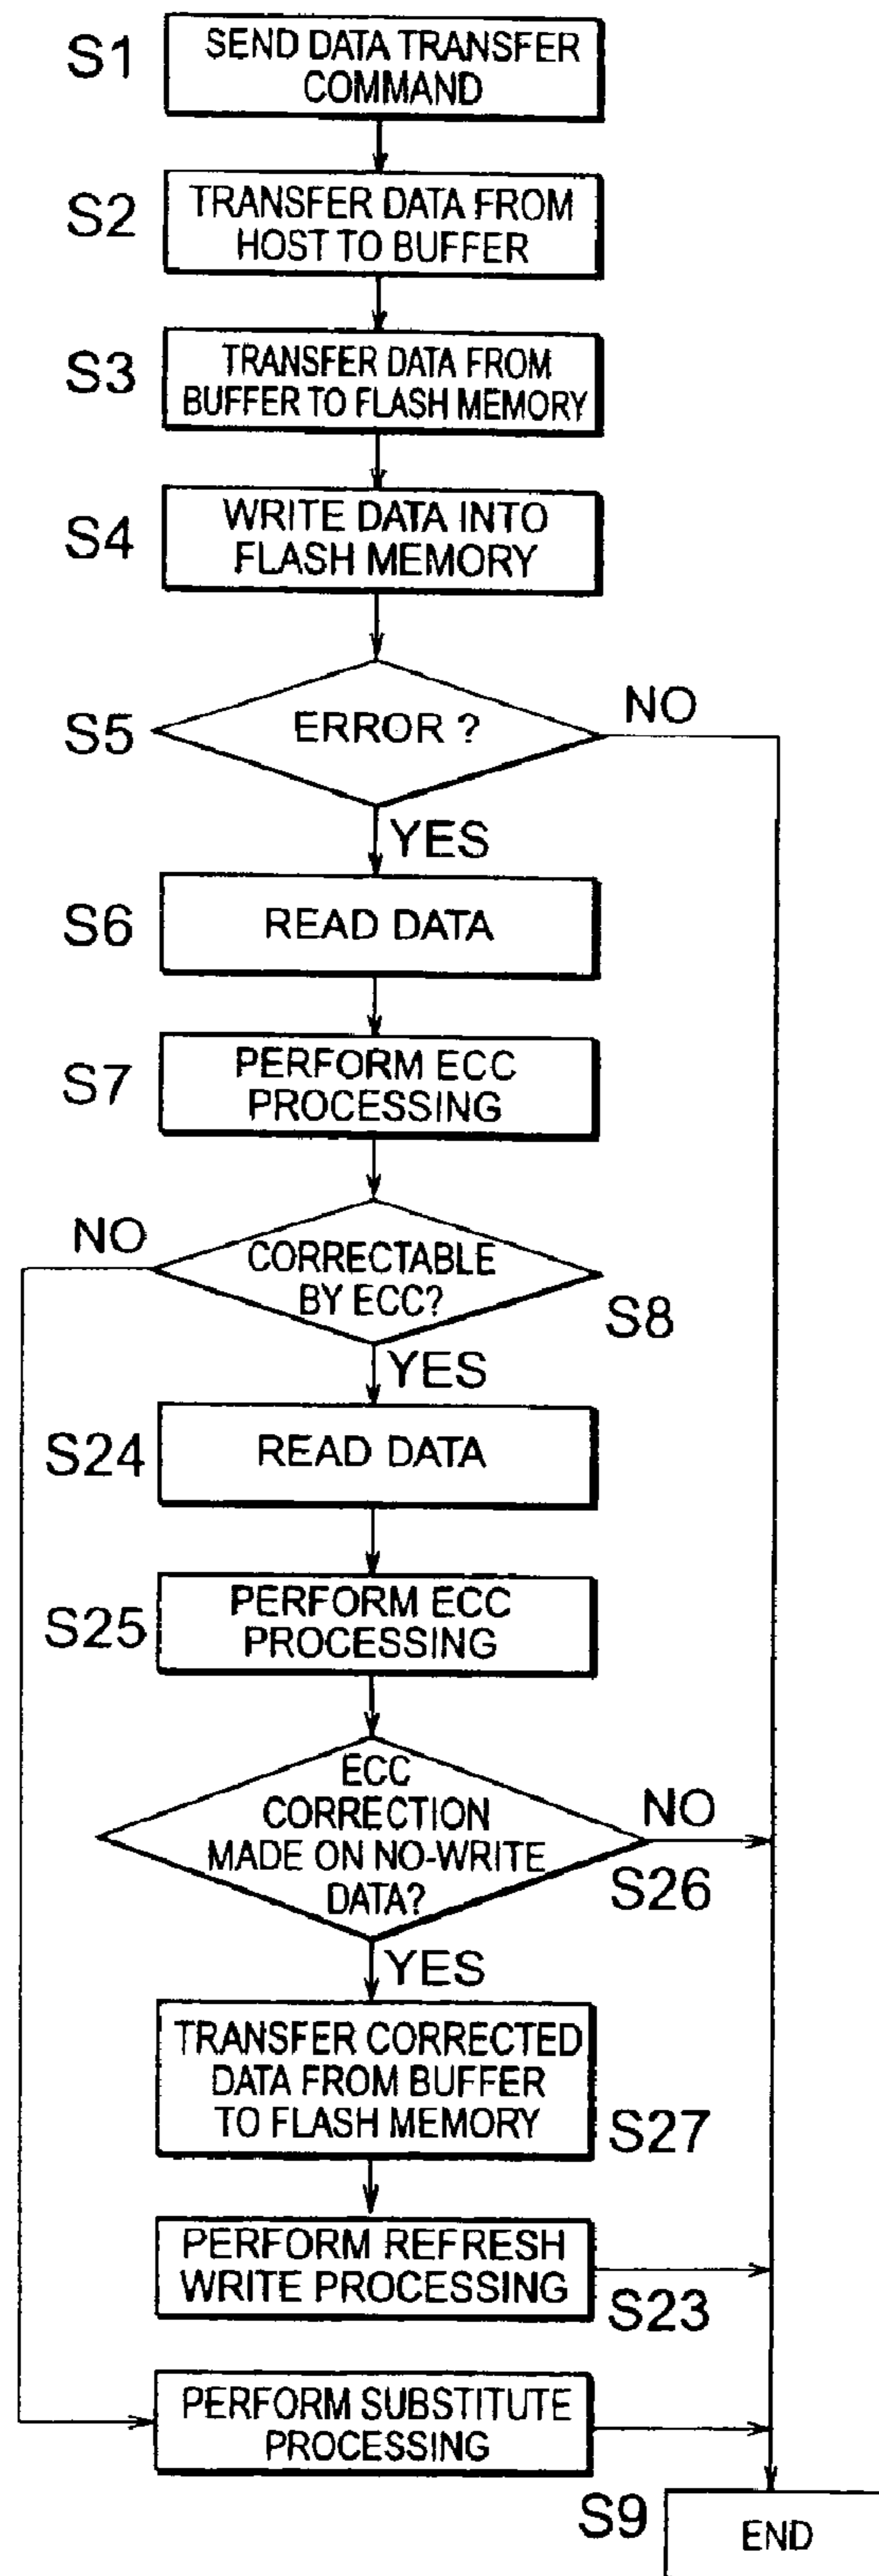 S1
SEND DATA TRANSFER
COMMAND
S2
TRANSFER DATA FROM
HOST TO BUFFER
S3
TRANSFER DATA FROM
BUFFER TO FLASH MEMORY
S4
WRITE DATA INTO
FLASH MEMORY
S5
ERROR ?
NO
YES
S6
READ DATA
S7
PERFORM ECC
PROCESSING
NO
CORRECTABLE
BY ECC?
S8
YES
S24
READ DATA
S25
PERFORM ECC
PROCESSING
ECC
CORRECTION
MADE ON NO-WRITE
DATA?
NO
S26
YES
TRANSFER CORRECTED
DATA FROM BUFFER
TO FLASH MEMORY
S27
PERFORM REFRESH
WRITE PROCESSING
S23
PERFORM SUBSTITUTE
PROCESSING
S9
END